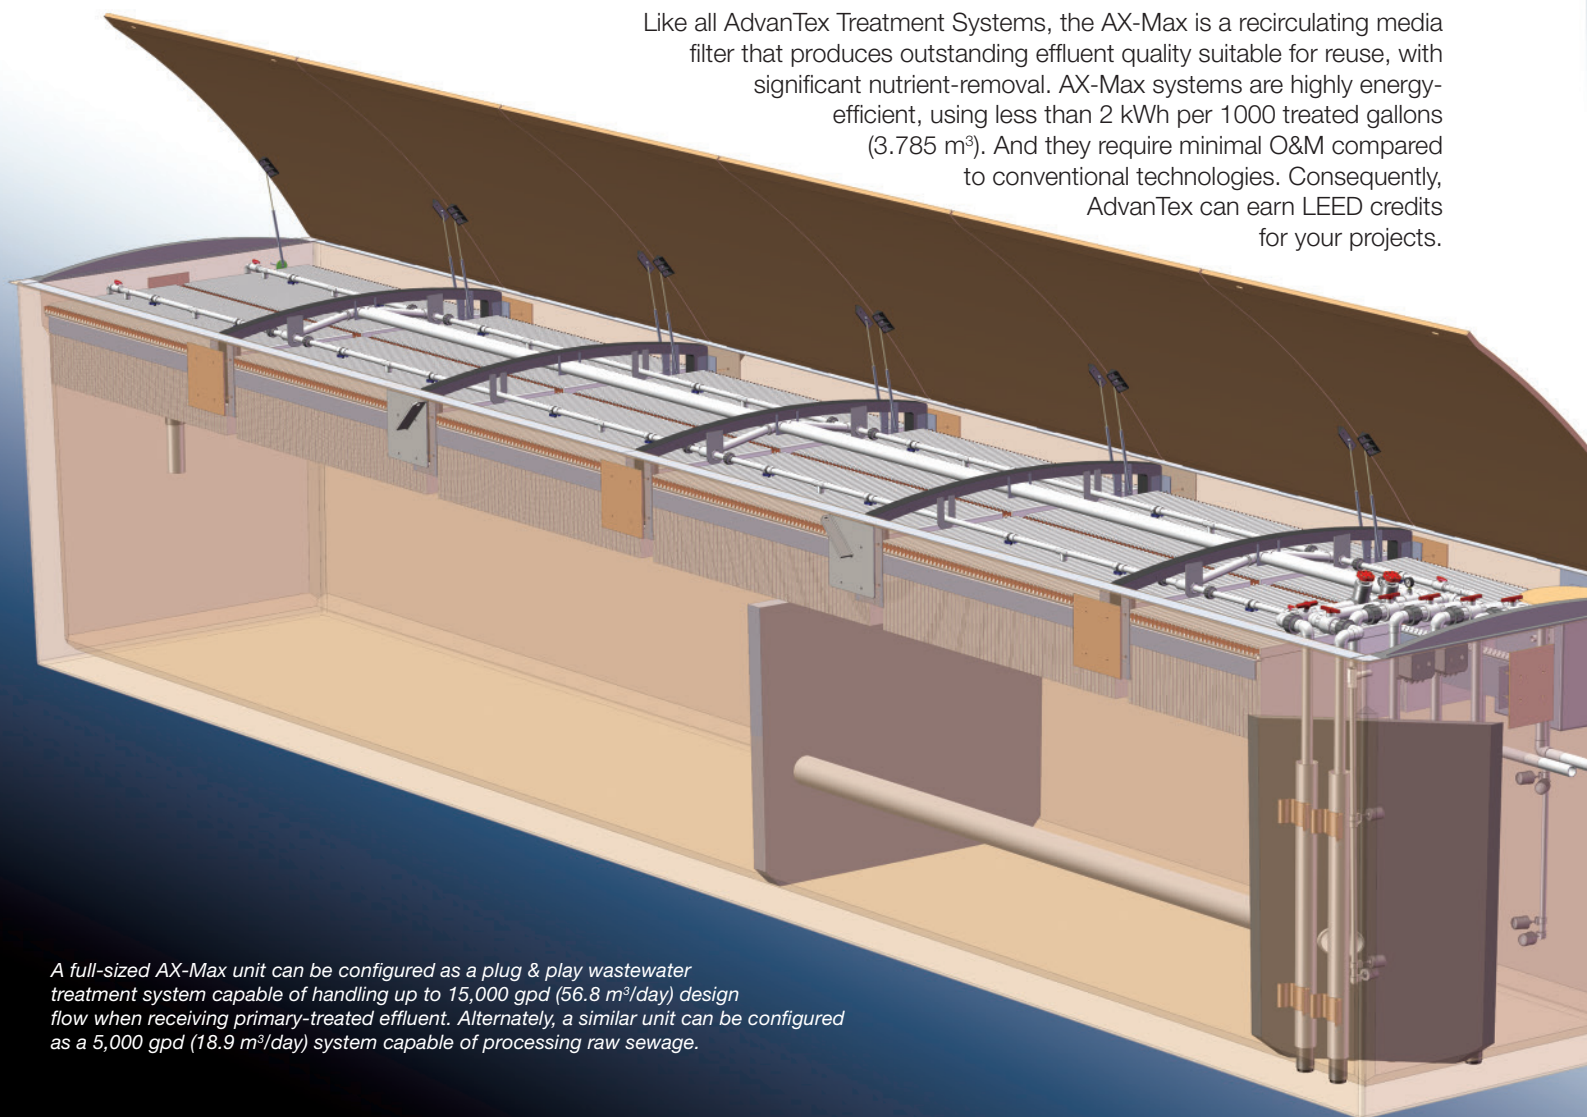 Like all AdvanTex Treatment Systems, the AX-Max is a recirculating media
filter that produces outstanding effluent quality suitable for reuse, with
significant nutrient-removal. AX-Max systems are highly energy-
efficient, using less than 2 kWh per 1000 treated gallons
(3.785 m³). And they require minimal O&M compared
to conventional technologies. Consequently,
AdvanTex can earn LEED credits
for your projects.
A full-sized AX-Max unit can be configured as a plug & play wastewater
treatment system capable of handling up to 15,000 gpd (56.8 m³/day) design
flow when receiving primary-treated effluent. Alternately, a similar unit can be configured
as a 5,000 gpd (18.9 m³/day) system capable of processing raw sewage.